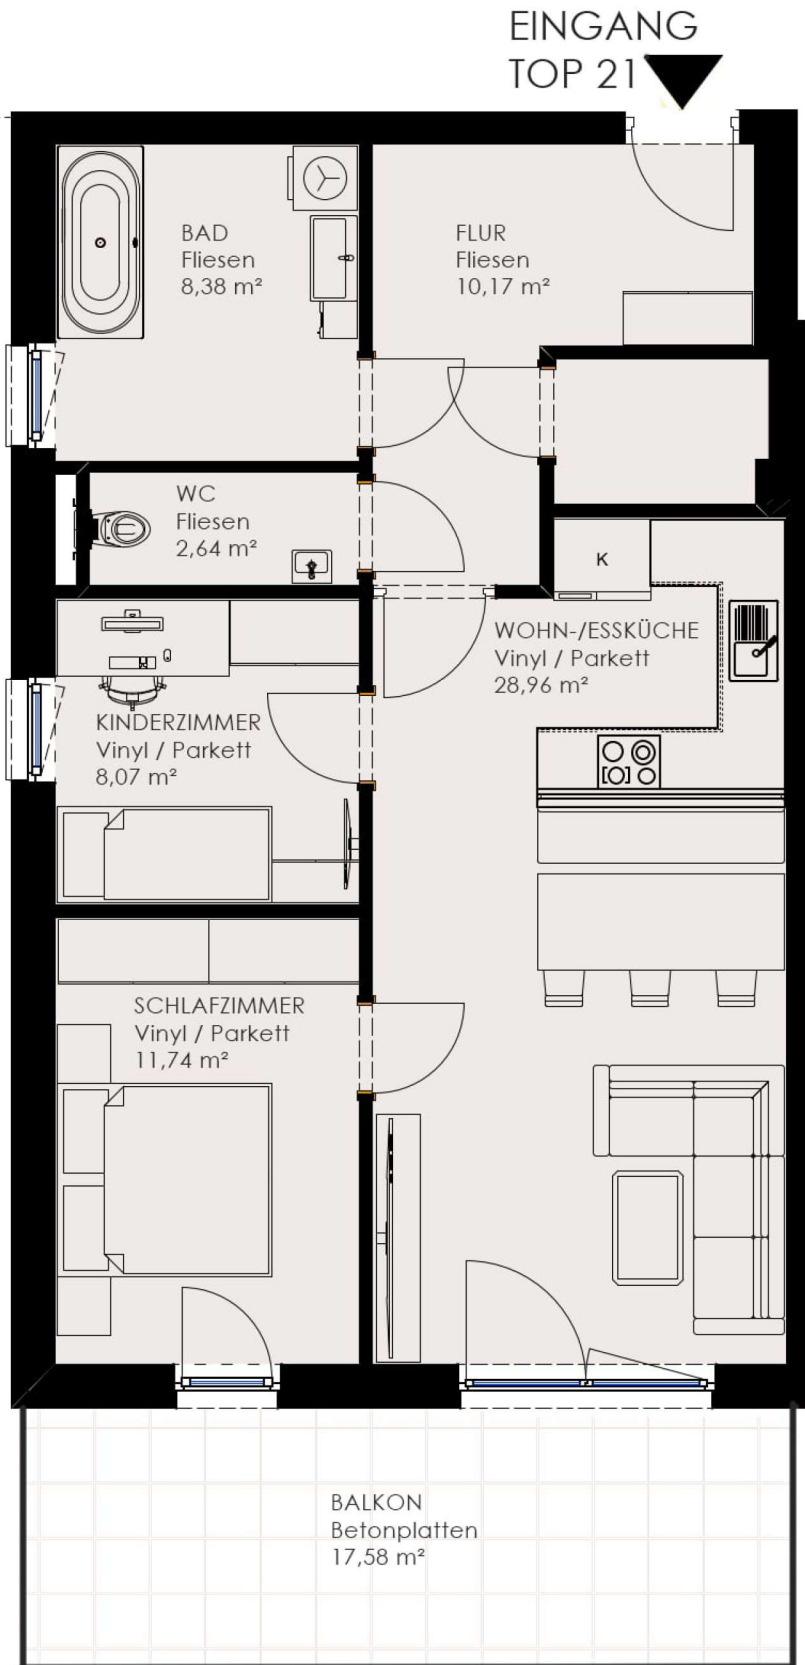 EINGANG
TOP 21
BAD
Fliesen
8,38 m²
FLUR
Fliesen
10,17 m²
WC
Fliesen
2,64 m²
K
WOHN-/ESSKÜCHE
Vinyl / Parkett
28,96 m²
KINDERZIMMER
Vinyl / Parkett
8,07 m²
SCHLAFZIMMER
Vinyl / Parkett
11,74 m²
BALKON
Betonplatten
17,58 m²